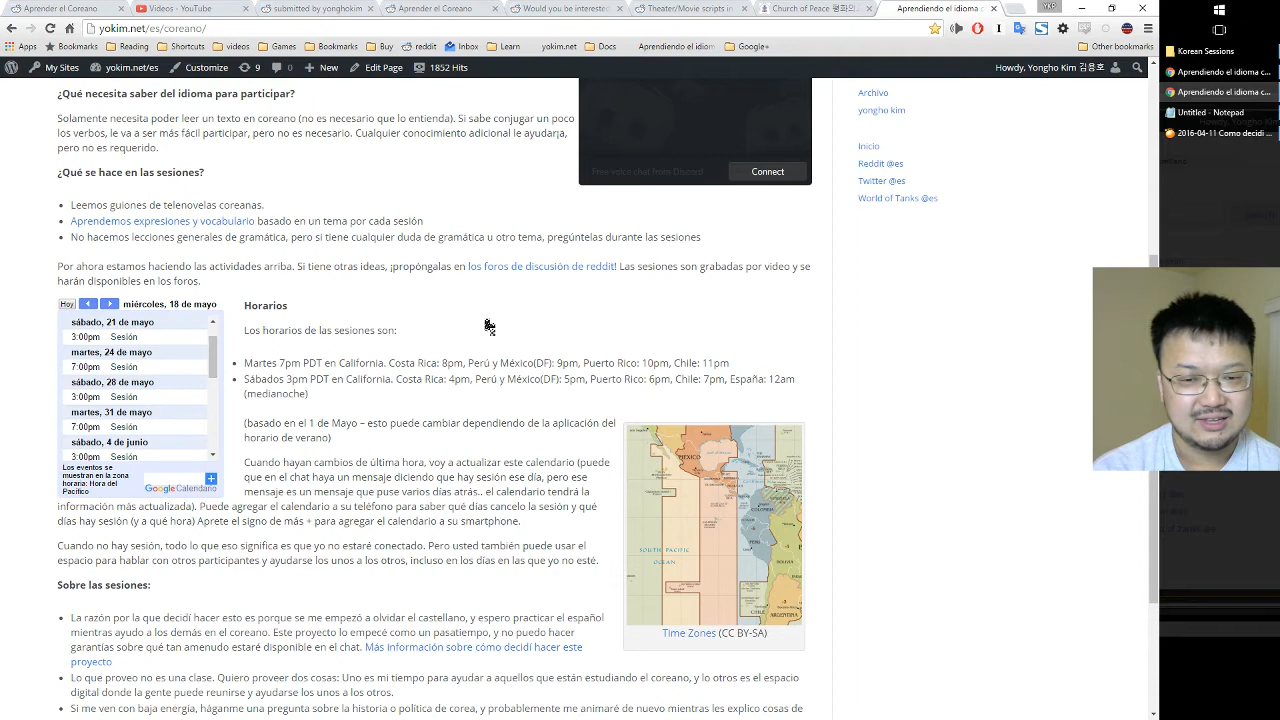 Aprender el Coreano
Videos - YouTube
submitted by yonghokim
Aprender el Coreano
Would you be interested
Theater/Movie scripts in
Church of Peace 평화의
Aprendiendo el idioma c
YKP
yokim.net/es/coreano/
Apps
Bookmarks
Reading
Shortcuts
videos
Games
Bookmarks
Buy
reddit
Inbox
Learn
yokim.net
Docs
Aprendiendo el idiom
Google+
Other bookmarks
My Sites
yokim.net/es
Customize
9
0
New
Edit Page
1852 Hits
Howdy, Yongho Kim 김용호
¿Qué necesita saber del idioma para participar?
Solamente necesita poder leer un texto en coreano (no es necesario que lo entienda). Si sabe conjugar un poco
los verbos, le va a ser más fácil participar, pero no es necesario. Cualquier conocimiento adicional le ayudará,
pero no es requerido.
¿Qué se hace en las sesiones?
Leemos guiones de telenovelas coreanas.
Aprendemos expresiones y vocabulario basado en un tema por cada sesión
No hacemos lecciones generales de gramática, pero si tiene cualquier duda de gramática u otro tema, pregúntelas durante las sesiones
Por ahora estamos haciendo las actividades arriba. Si tiene otras ideas, ¡propóngalas en los foros de discusión de reddit! Las sesiones son grabadas por video y se
harán disponibles en los foros.
Free voice chat from Discord
Connect
Archivo
yongho kim
Inicio
Reddit @es
Twitter @es
World of Tanks @es
Hoy
miércoles, 18 de mayo
sábado, 21 de mayo
3:00pm Sesión
martes, 24 de mayo
7:00pm Sesión
sábado, 28 de mayo
3:00pm Sesión
martes, 31 de mayo
7:00pm Sesión
sábado, 4 de junio
3:00pm Sesión
Los eventos se
muestran en la zona
horaria: Hora del
Pacífico
Google Calendario
Horarios
Los horarios de las sesiones son:
Martes 7pm PDT en California. Costa Rica: 8pm, Perú y México(DF): 9pm, Puerto Rico: 10pm, Chile: 11pm
Sábados 3pm PDT en California. Costa Rica: 4pm, Perú y México(DF): 5pm, Puerto Rico: 6pm, Chile: 7pm, España: 12am
(medianoche)
(basado en el 1 de Mayo – esto puede cambiar dependiendo de la aplicación del
horario de verano)
Cuando hayan cambios de última hora, voy a actualizar este calendario (puede
que en el chat haya un mensaje diciendo que hay sesión ese día, pero ese
mensaje es un mensaje que puse varios días atrás.. el calendario tendrá la
información más actualizada). Puede agregar el calendario a su teléfono para saber qué días cancelo la sesión y qué
días hay sesión (y a qué hora) Aprete el signo de más + para agregar el calendario a su smartphone.
Cuando no hay sesión, todo lo que eso significa es que yo no estaré conectado. Pero usted también puede usar el
espacio para hablar con otros participantes y ayudarse los unos a los otros, incluso en los días en las que yo no esté.
MEXICO
COLOMBIA
PERU
BOLIVIA
SOUTH PACIFIC
OCEAN
CHILE
ARGENTINA
Time Zones (CC BY-SA)
Sobre las sesiones:
La razón por la que decidí hacer esto es porque se me empezó a olvidar el castellano, y espero practicar el español
mientras ayudo a los demás en el coreano. Este proyecto lo empecé como un pasatiempo, y no puedo hacer
garantías sobre qué tan amenudo estaré disponible en el chat. Más información sobre cómo decidí hacer este
proyecto
Lo que proveo no es una clase. Quiero proveer dos cosas: Uno es mi tiempo para ayudar a aquellos que están estudiando el coreano, y lo otros es el espacio
digital donde la gente puede reunirse y ayudarse los unos a los otros.
Si me ven con baja energía, háganme una pregunta sobre la historia o política de corea, y probablemente me animaré de nuevo mientras les explico cosas de
Korean Sessions
Aprendiendo el idioma c...
Aprendiendo el idioma c...
Untitled - Notepad
2016-04-11 Como decidi ...